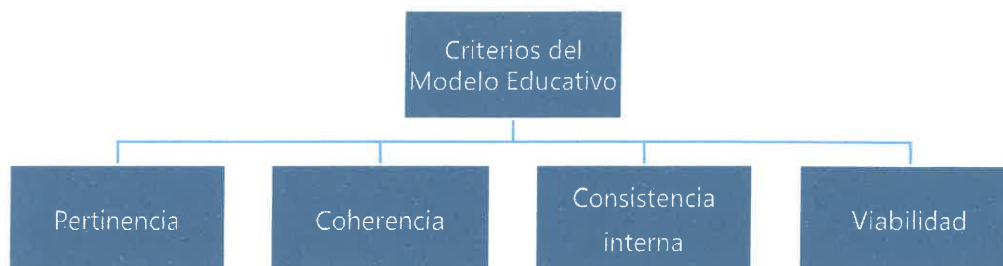 Criterios del
Modelo Educativo
Pertinencia
Coherencia
Consistencia
interna
Viabilidad